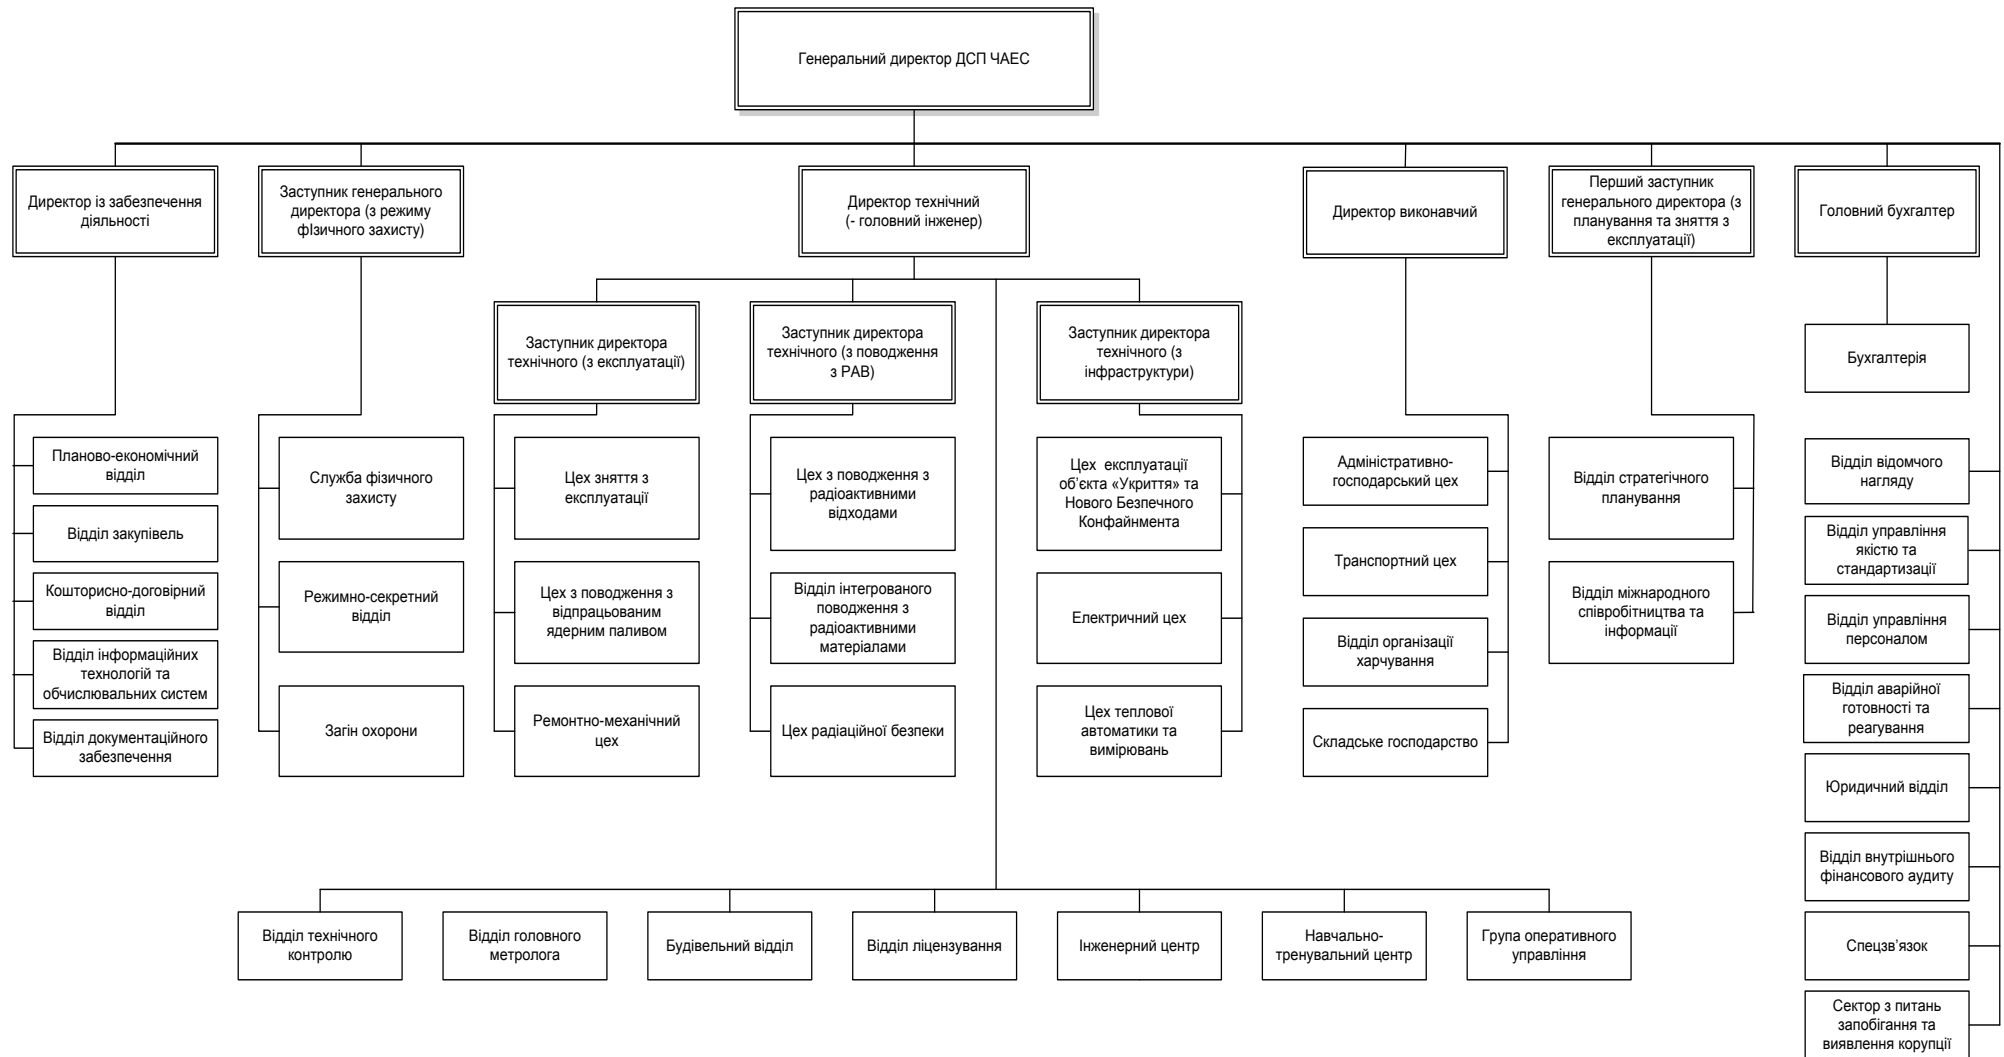 Генеральний директор ДСП ЧАЕС
Директор із забезпечення
діяльності
Заступник генерального
директора (з режиму
фІзичного захисту)
Директор технічний
(- головний інженер)
Директор виконавчий
Перший заступник
генерального директора (з
планування та зняття з
експлуатації)
Головний бухгалтер
Заступник директора
технічного (з експлуатації)
Заступник директора
технічного (з поводження
з РАВ)
Заступник директора
технічного (з
інфраструктури)
Бухгалтерія
Планово-економічний
відділ
Відділ закупівель
Кошторисно-договірний
відділ
Відділ інформаційних
технологій та
обчислювальних систем
Відділ документаційного
забезпечення
Служба фізичного
захисту
Режимно-секретний
відділ
Загін охорони
Цех зняття з
експлуатації
Цех з поводження з
відпрацьованим
ядерним паливом
Ремонтно-механічний
цех
Цех з поводження з
радіоактивними
відходами
Відділ інтегрованого
поводження з
радіоактивними
матеріалами
Цех радіаційної безпеки
Цех  експлуатації
об’єкта «Укриття» та
Нового Безпечного
Конфайнмента
Електричний цех
Цех теплової
автоматики та
вимірювань
Адміністративно-
господарський цех
Транспортний цех
Відділ організації
харчування
Складське господарство
Відділ стратегічного
планування
Відділ міжнародного
співробітництва та
інформації
Відділ відомчого
нагляду
Відділ управління
якістю та
стандартизації
Відділ управління
персоналом
Відділ аварійної
готовності та
реагування
Юридичний відділ
Відділ внутрішнього
фінансового аудиту
Спецзв’язок
Сектор з питань
запобігання та
виявлення корупції
Відділ технічного
контролю
Відділ головного
метролога
Будівельний відділ
Відділ ліцензування
Інженерний центр
Навчально-
тренувальний центр
Група оперативного
управління